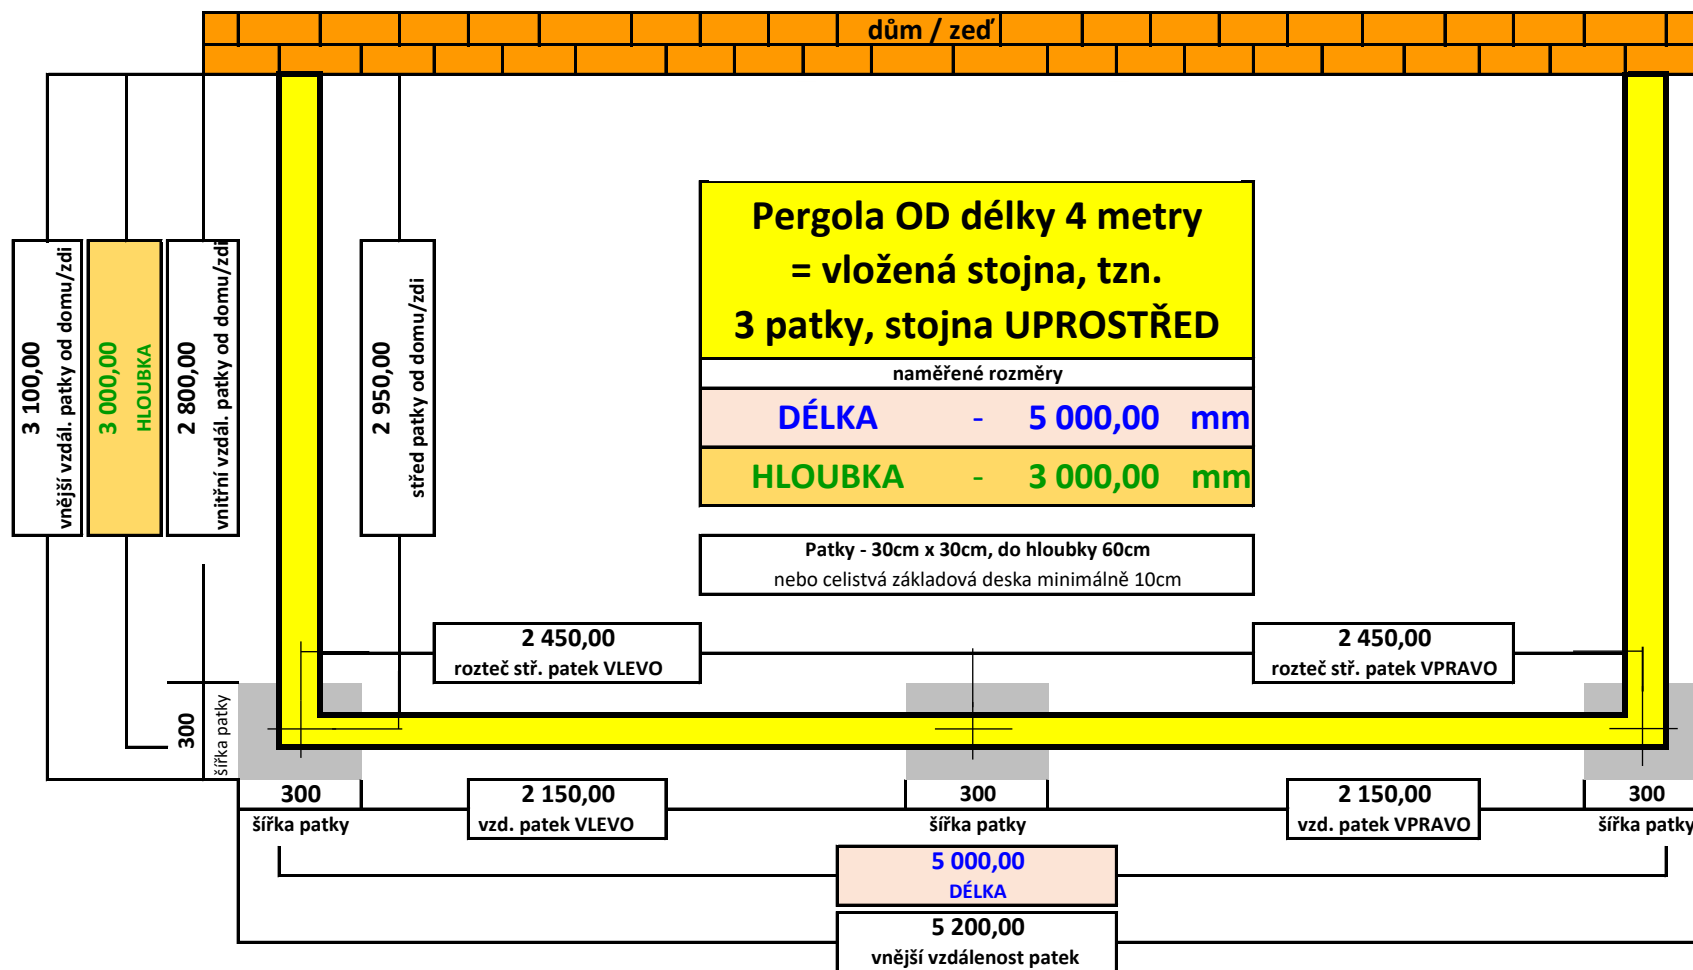 dům / zeď
3 100,00
vnější vzdál. patky od domu/zdi
3 000,00
HLOUBKA
2 800,00
vnitřní vzdál. patky od domu/zdi
2 950,00
střed patky od domu/zdi
Pergola OD délky 4 metry
= vložená stojna, tzn.
3 patky, stojna UPROSTŘED
naměřené rozměry
DÉLKA - 5 000,00 mm
HLOUBKA - 3 000,00 mm
Patky - 30cm x 30cm, do hloubky 60cm
nebo celistvá základová deska minimálně 10cm
2 450,00
rozteč stř. patek VLEVO
2 450,00
rozteč stř. patek VPRAVO
300
šířka patky
300
šířka patky
2 150,00
vzd. patek VLEVO
300
šířka patky
2 150,00
vzd. patek VPRAVO
300
šířka patky
5 000,00
DÉLKA
5 200,00
vnější vzdálenost patek